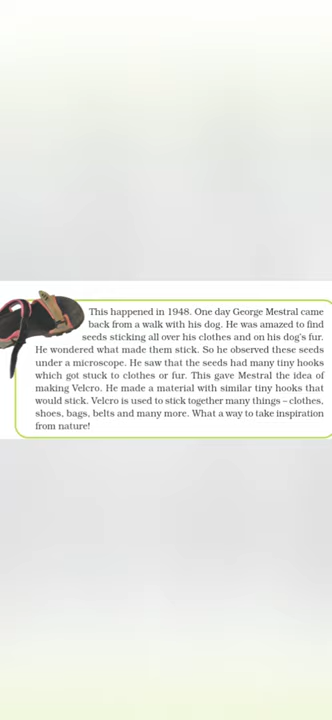 This happened in 1948. One day George Mestral came
back from a walk with his dog. He was amazed to find
seeds sticking all over his clothes and on his dog's fur.
He wondered what made them stick. So he observed these seeds
under a microscope. He saw that the seeds had many tiny hooks
which got stuck to clothes or fur. This gave Mestral the idea of
making Velcro. He made a material with similar tiny hooks that
would stick. Velcro is used to stick together many things – clothes,
shoes, bags, belts and many more. What a way to take inspiration
from nature!